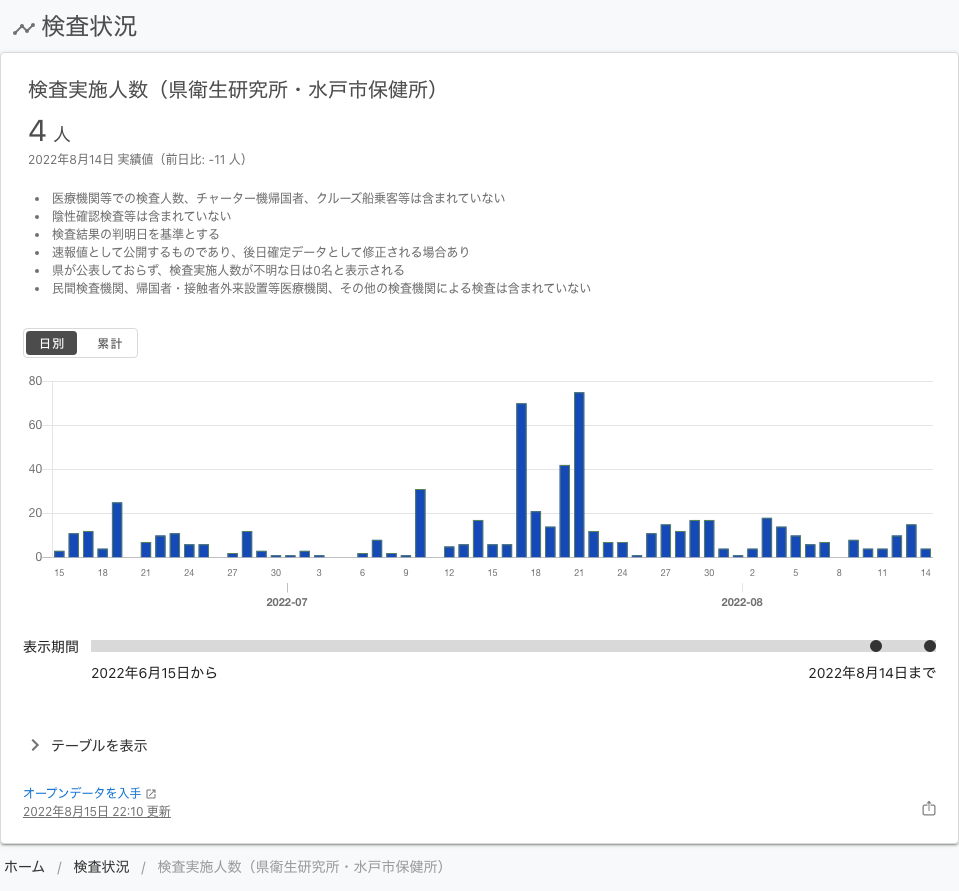 検査状況
検査実施人数（県衛生研究所・水戸市保健所）
4 人
2022年8月14日 実績値（前日比: -11 人）
• 医療機関等での検査人数、チャーター機帰国者、クルーズ船乗客等は含まれていない
• 陰性確認検査等は含まれていない
• 検査結果の判明日を基準とする
• 速報値として公開するものであり、後日確定データとして修正される場合あり
• 県が公表しておらず、検査実施人数が不明な日は0名と表示される
• 民間検査機関、帰国者・接触者外来設置等医療機関、その他の検査機関による検査は含まれていない
日別 累計
80
60
40
20
0
15 18 21 24 27 30 3 6 9 12 15 18 21 24 27 30 2 5 8 11 14
2022-07 2022-08
表示期間
2022年6月15日から 2022年8月14日まで
テーブルを表示
オープンデータを入手
2022年8月15日 22:10 更新
ホーム / 検査状況 / 検査実施人数（県衛生研究所・水戸市保健所）